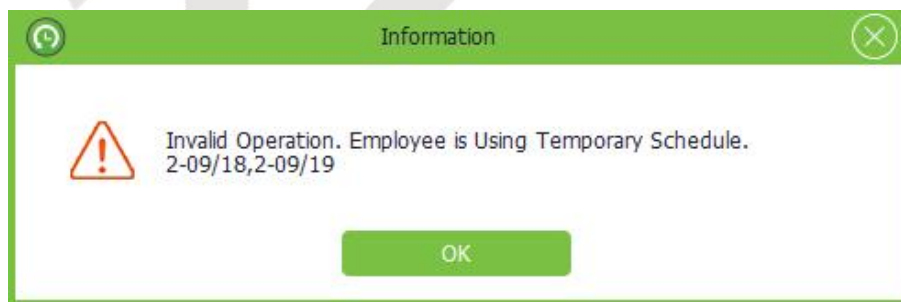 Information
Invalid Operation. Employee is Using Temporary Schedule.
2-09/18,2-09/19
OK